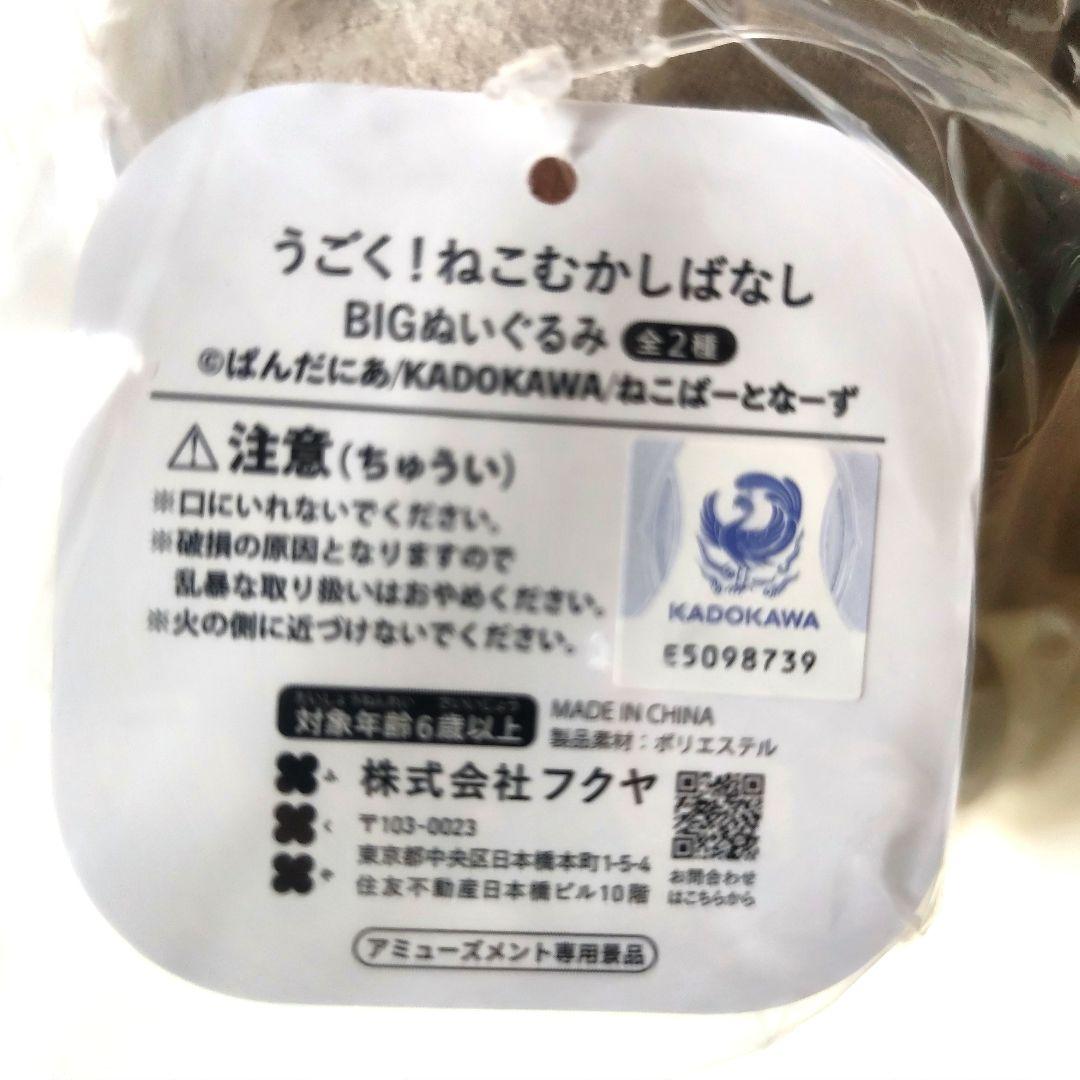 うごく！ねこむかしばなし
BIGぬいぐるみ 全2種
©ぱんだにあ/KADOKAWA/ねこばーとなーず
⚠注意(ちゅうい)
※口にいれないでください。
※破損の原因となりますので
乱暴な取り扱いはおやめください。
※火の側に近づけないでください。
KADOKAWA
E5098739
対象年齢6歳以上
MADE IN CHINA
製品素材：ポリエステル
ふ 株式会社フクヤ
く 〒103-0023
東京都中央区日本橋本町1-5-4
や 住友不動産日本橋ビル10階
お問合わせ
はこちらから
アミューズメント専用景品